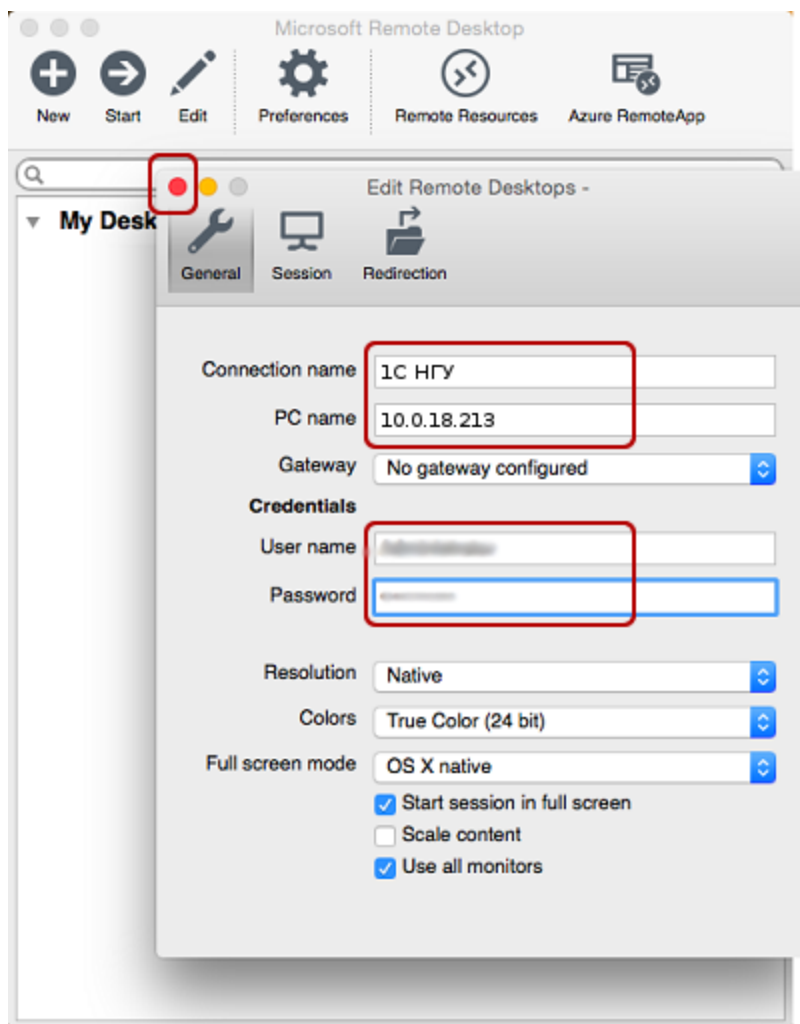 Microsoft Remote Desktop
New Start Edit Preferences Remote Resources Azure RemoteApp
Edit Remote Desktops -
My Desk
General Session Redirection
Connection name 1С НГУ
PC name 10.0.18.213
Gateway No gateway configured
Credentials
User name
Password
Resolution Native
Colors True Color (24 bit)
Full screen mode OS X native
Start session in full screen
Scale content
Use all monitors